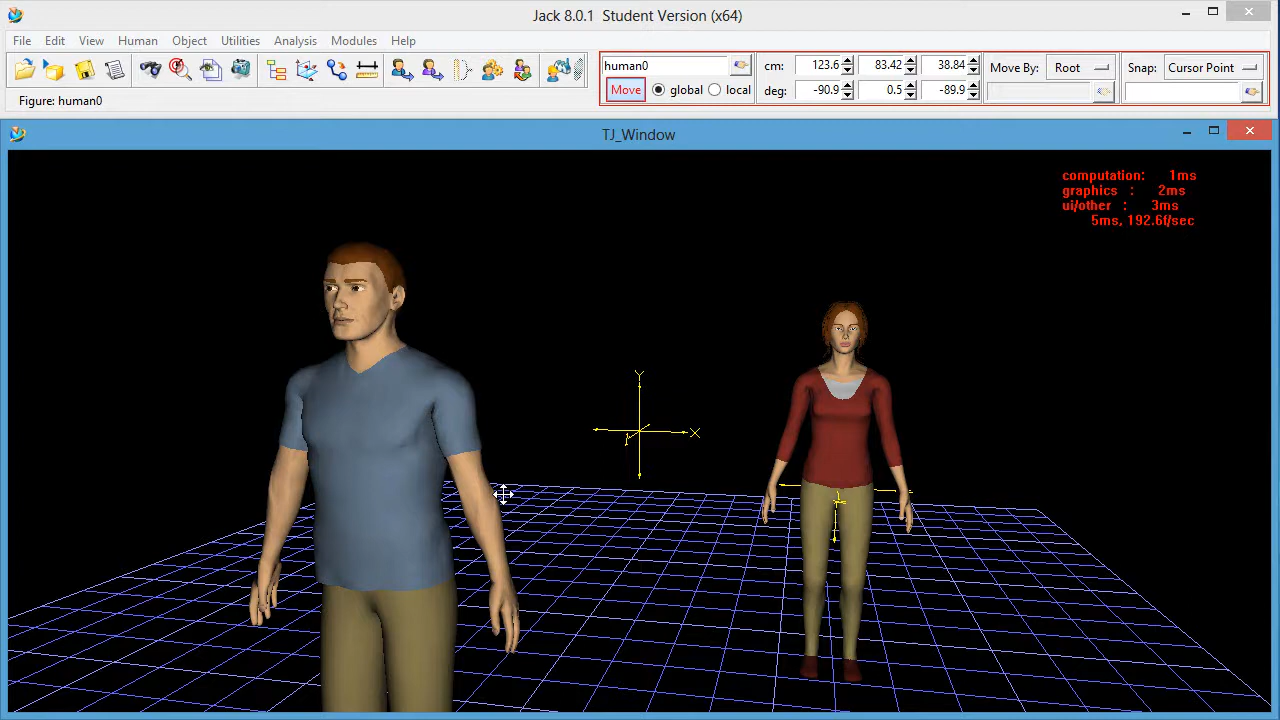 Jack 8.0.1 Student Version (x64)
File Edit View Human Object Utilities Analysis Modules Help
human0 cm: 123.6 83.42 38.84 Move By: Root Snap: Cursor Point
Move global local deg: -90.9 0.5 -89.9
Figure: human0
TJ_Window
computation: 1ms
graphics : 2ms
ui/other : 3ms
5ms, 192.6f/sec
Y
X